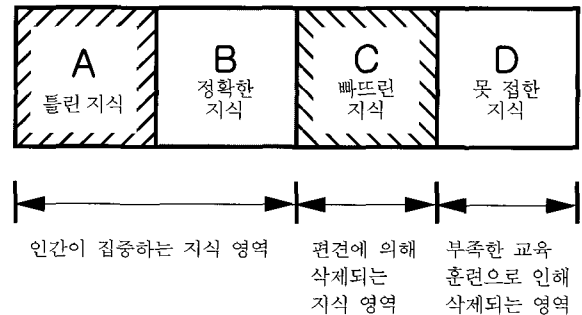 A
틀린 지식
B
정확한
지식
C
빠뜨린
지식
D
못 접한
지식
인간이 집중하는 지식 영역
편견에 의해
삭제되는
지식 영역
부족한 교육
훈련으로 인해
삭제되는 영역